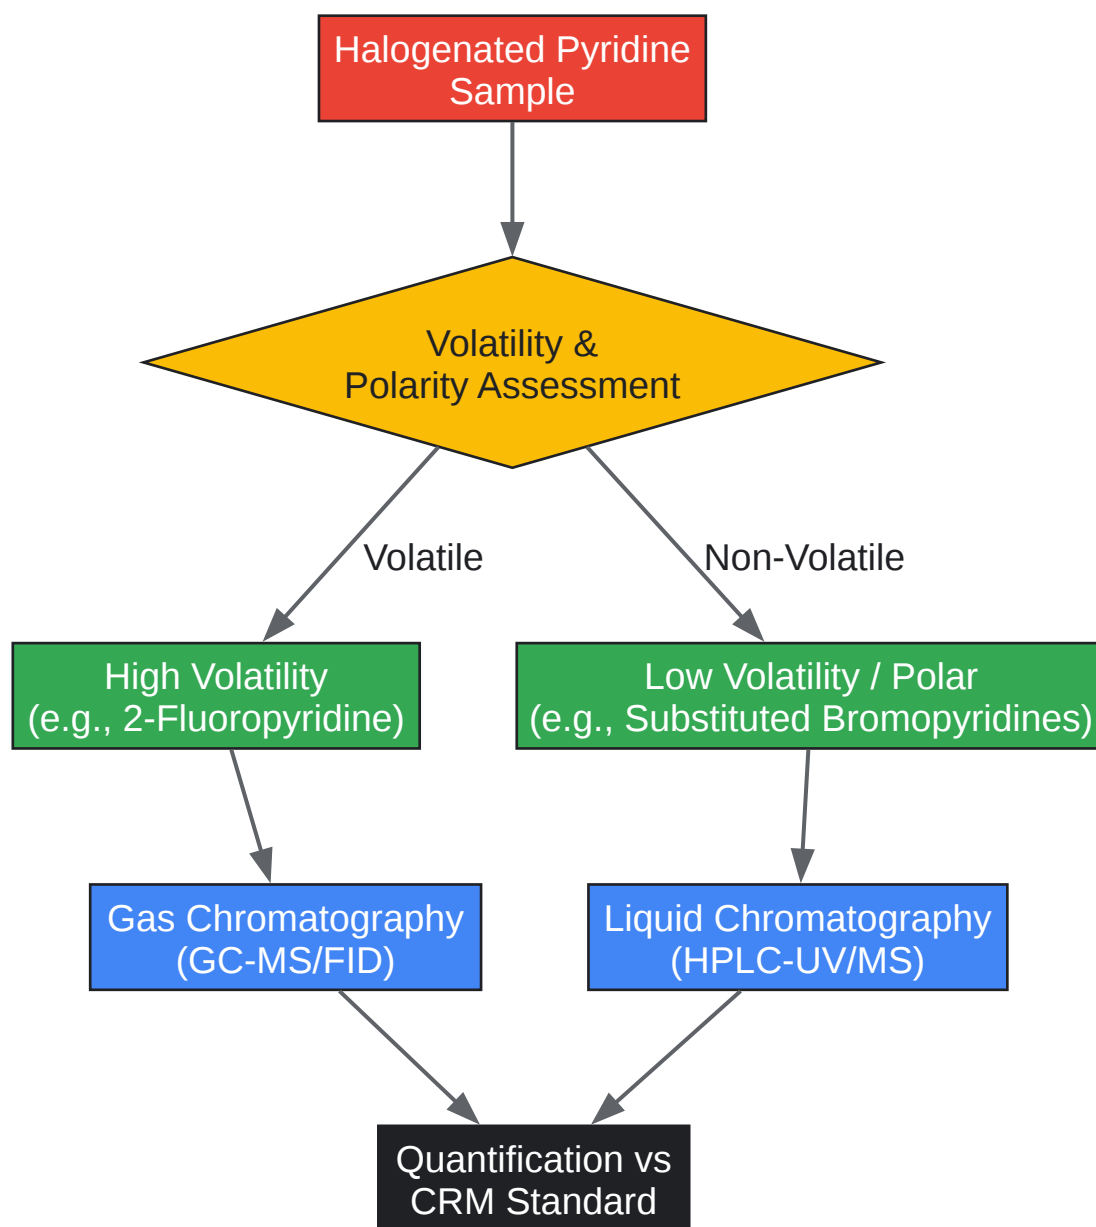 Halogenated Pyridine
Sample
Volatility &
Polarity Assessment
Volatile
Non-Volatile
High Volatility
(e.g., 2-Fluoropyridine)
Low Volatility / Polar
(e.g., Substituted Bromopyridines)
Gas Chromatography
(GC-MS/FID)
Liquid Chromatography
(HPLC-UV/MS)
Quantification vs
CRM Standard